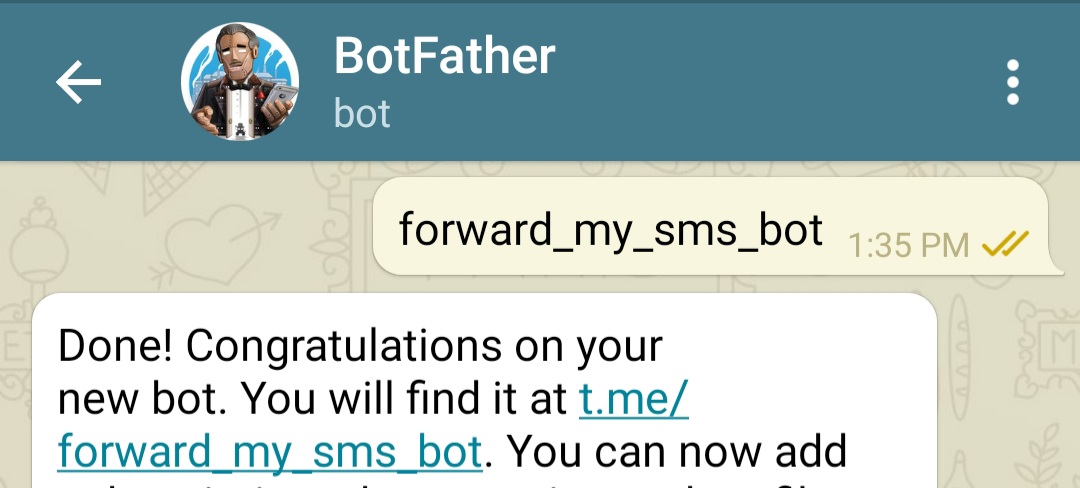 BotFather
bot
forward_my_sms_bot 1:35 PM
Done! Congratulations on your
new bot. You will find it at t.me/
forward_my_sms_bot. You can now add